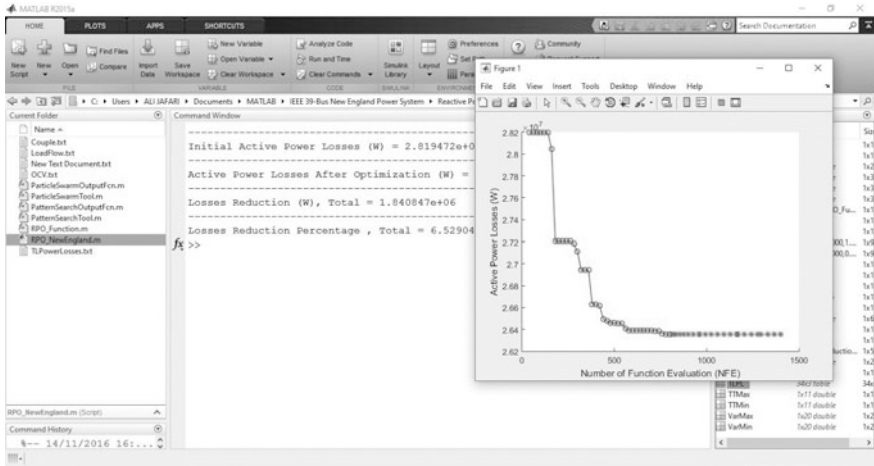 MATLAB R2015a
HOME PLOTS APPS SHORTCUTS
Search Documentation
New Script
New
Open
Find Files
Compare
Import Data
Save Workspace
New Variable
Open Variable
Clear Workspace
Analyze Code
Run and Time
Clear Commands
Simulink Library
Layout
Preferences
Community
FILE VARIABLE CODE SIMULINK
C: Users ALI JAFARI Documents MATLAB IEEE 39-Bus New England Power System
Current Folder
Name
Couple.txt
LoadFlow.txt
New Text Document.txt
OCV.txt
ParticleSwarmOutputFcn.m
ParticleSwarmTool.m
PatternSearchOutputFcn.m
PatternSearchTool.m
RPO_Function.m
RPO_NewEngland.m
TLPowerLosses.txt
RPO_NewEngland.m (Script)
Command History
%-- 14/11/2016 16:...
Command Window
Initial Active Power Losses (W) = 2.819472e+0
Active Power Losses After Optimization (W) =
Losses Reduction (W), Total = 1.840847e+06
Losses Reduction Percentage , Total = 6.52904
fx >>
Figure 1
File Edit View Insert Tools Desktop Window Help
×10^7
2.82
2.8
2.78
2.76
2.74
2.72
2.7
2.68
2.66
2.64
2.62
0 500 1000 1500
Active Power Losses (W)
Number of Function Evaluation (NFE)
TLPL 34x3 table
TTMax 1x11 double
TTMin 1x11 double
VarMax 1x20 double
VarMin 1x20 double